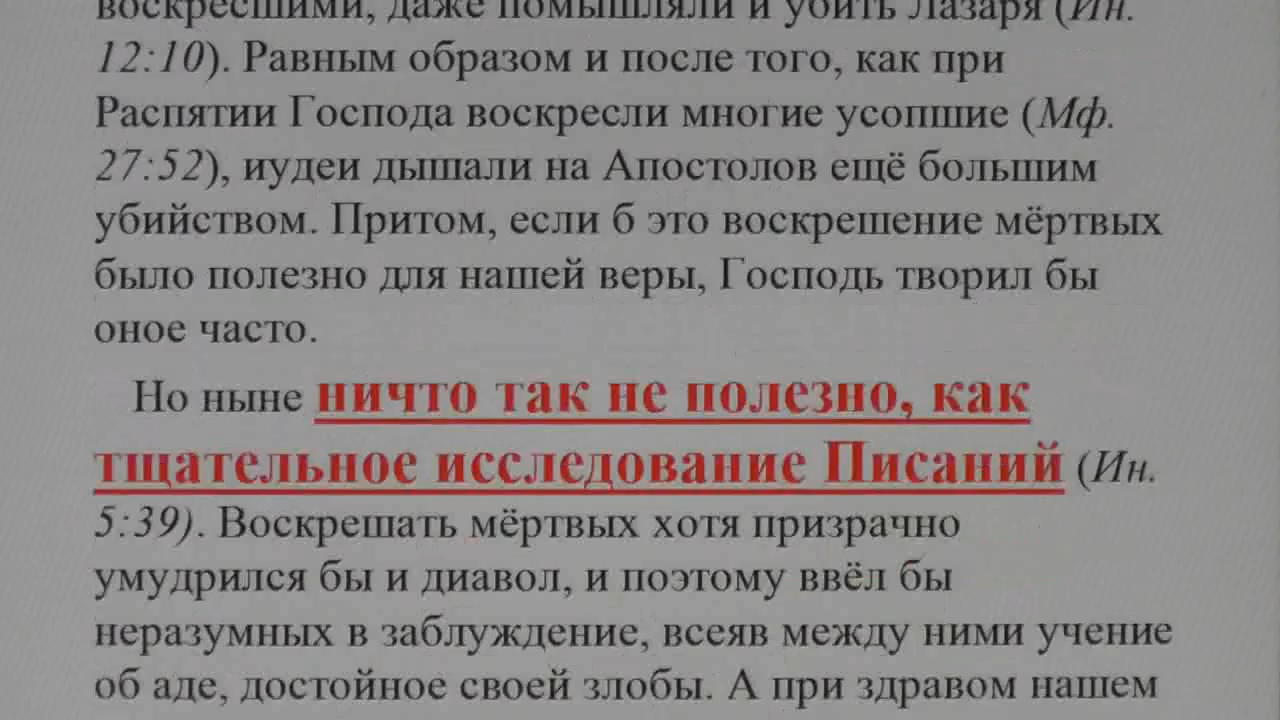 воскресшими, даже помышляли и убить Лазаря (Ин.
12:10). Равным образом и после того, как при
Распятии Господа воскресли многие усопшие (Мф.
27:52), иудеи дышали на Апостолов ещё большим
убийством. Притом, если б это воскрешение мёртвых
было полезно для нашей веры, Господь творил бы
оное часто.
Но ныне ничто так не полезно, как
тщательное исследование Писаний (Ин.
5:39). Воскрешать мёртвых хотя призрачно
умудрился бы и диавол, и поэтому ввёл бы
неразумных в заблуждение, всеяв между ними учение
об аде, достойное своей злобы. А при здравом нашем